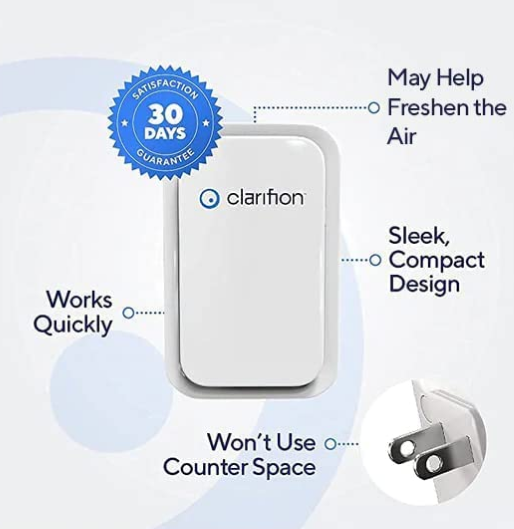 SATISFACTION
30
DAYS
GUARANTEE
May Help
Freshen the
Air
clarifion
Sleek,
Compact
Design
Works
Quickly
Won't Use
Counter Space